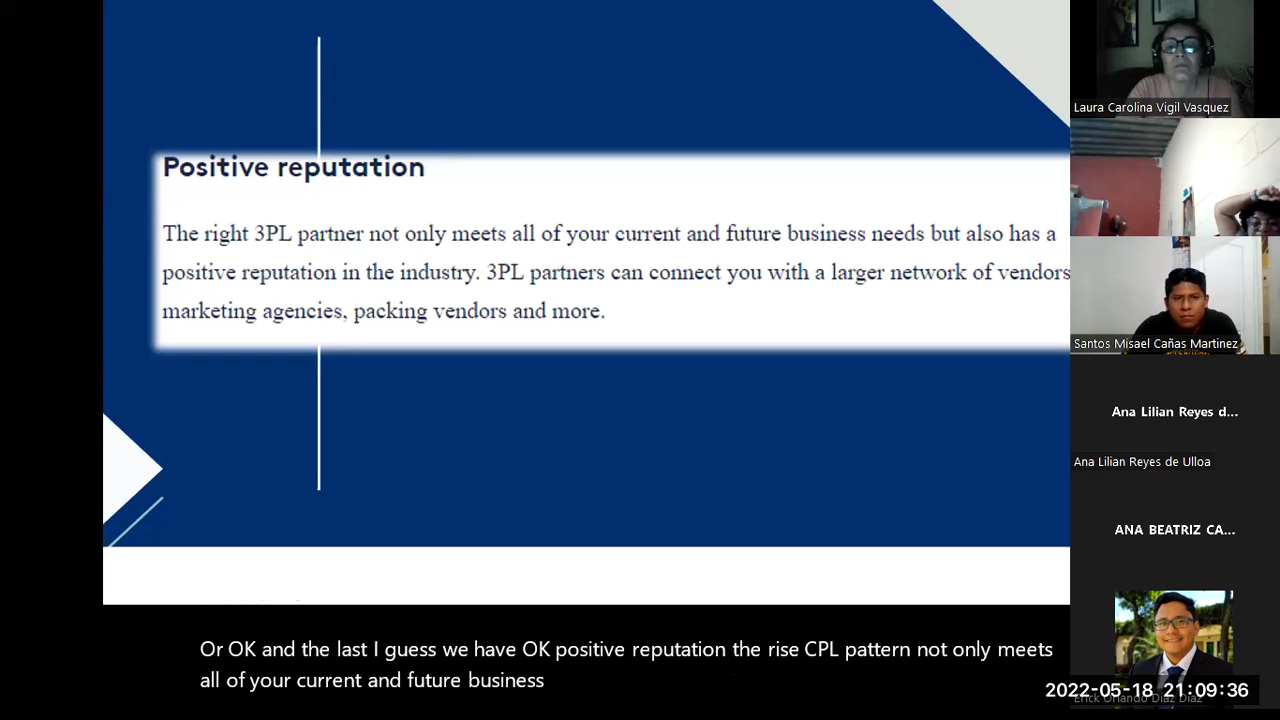 Positive reputation
The right 3PL partner not only meets all of your current and future business needs but also has a
positive reputation in the industry. 3PL partners can connect you with a larger network of vendors
marketing agencies, packing vendors and more.
Or OK and the last I guess we have OK positive reputation the rise CPL pattern not only meets
all of your current and future business
Laura Carolina Vigil Vasquez
Santos Misael Cañas Martinez
Ana Lilian Reyes d...
Ana Lilian Reyes de Ulloa
ANA BEATRIZ CA...
2022-05-18 21:09:36
Erick Orlando Díaz Díaz